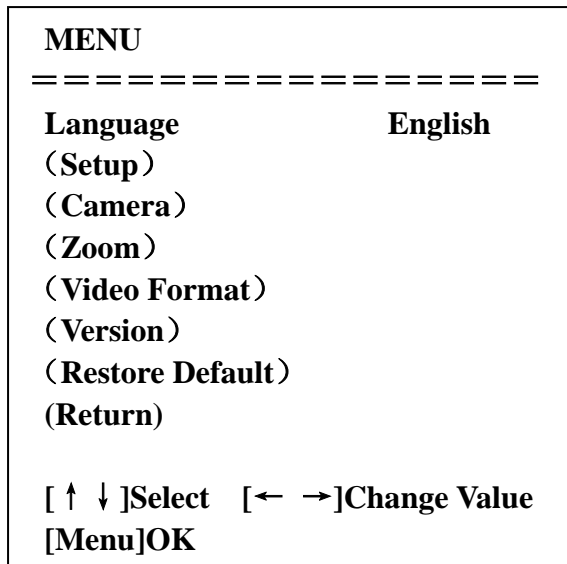 MENU
=================
Language English
（Setup）
（Camera）
（Zoom）
（Video Format）
（Version）
（Restore Default）
(Return)
[↑ ↓]Select [← →]Change Value
[Menu]OK